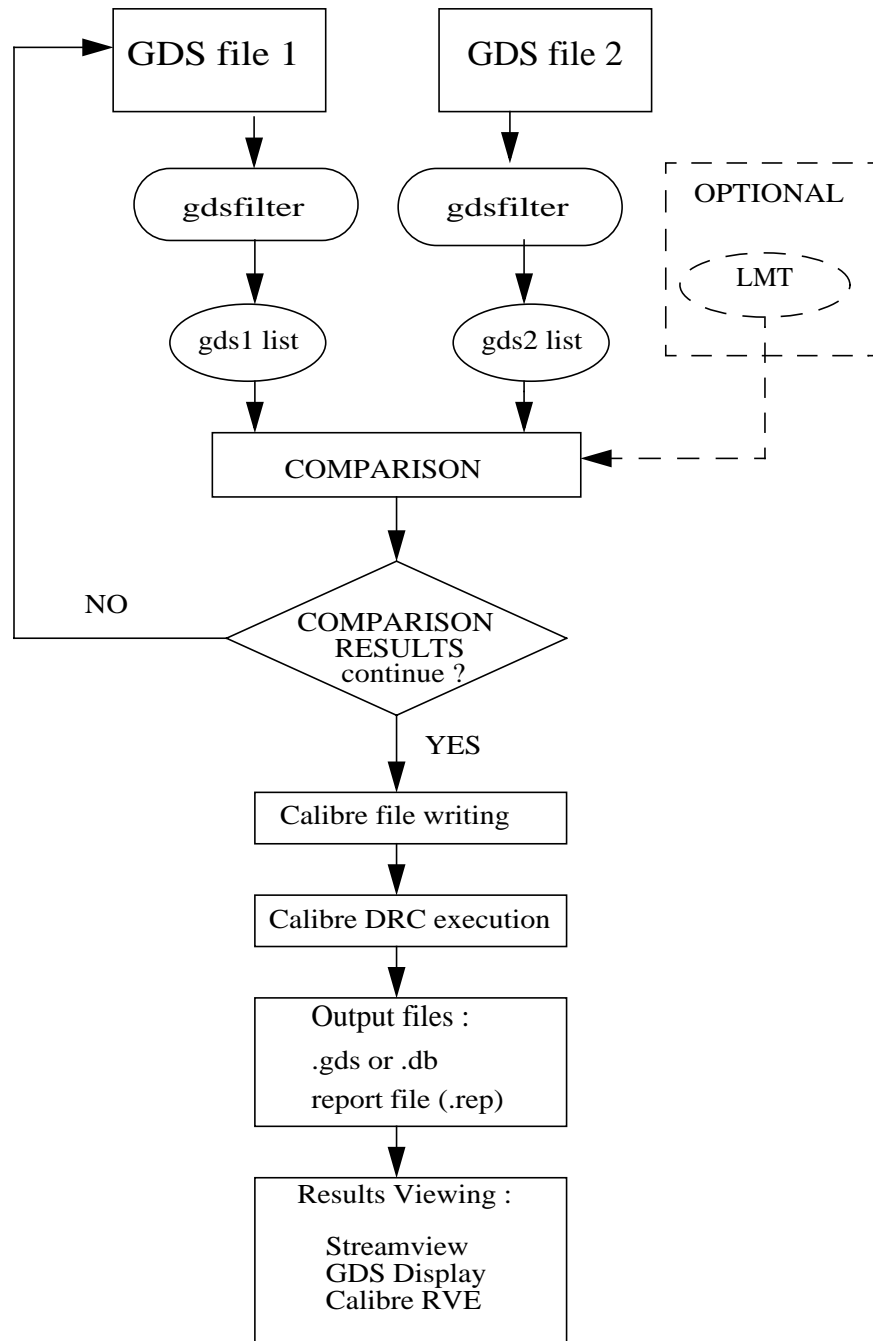 GDS file 1
GDS file 2
gdsfilter
gdsfilter
OPTIONAL
LMT
gds1 list
gds2 list
COMPARISON
NO
COMPARISON
RESULTS
continue ?
YES
Calibre file writing
Calibre DRC execution
Output files :
.gds or .db
report file (.rep)
Results Viewing :
Streamview
GDS Display
Calibre RVE